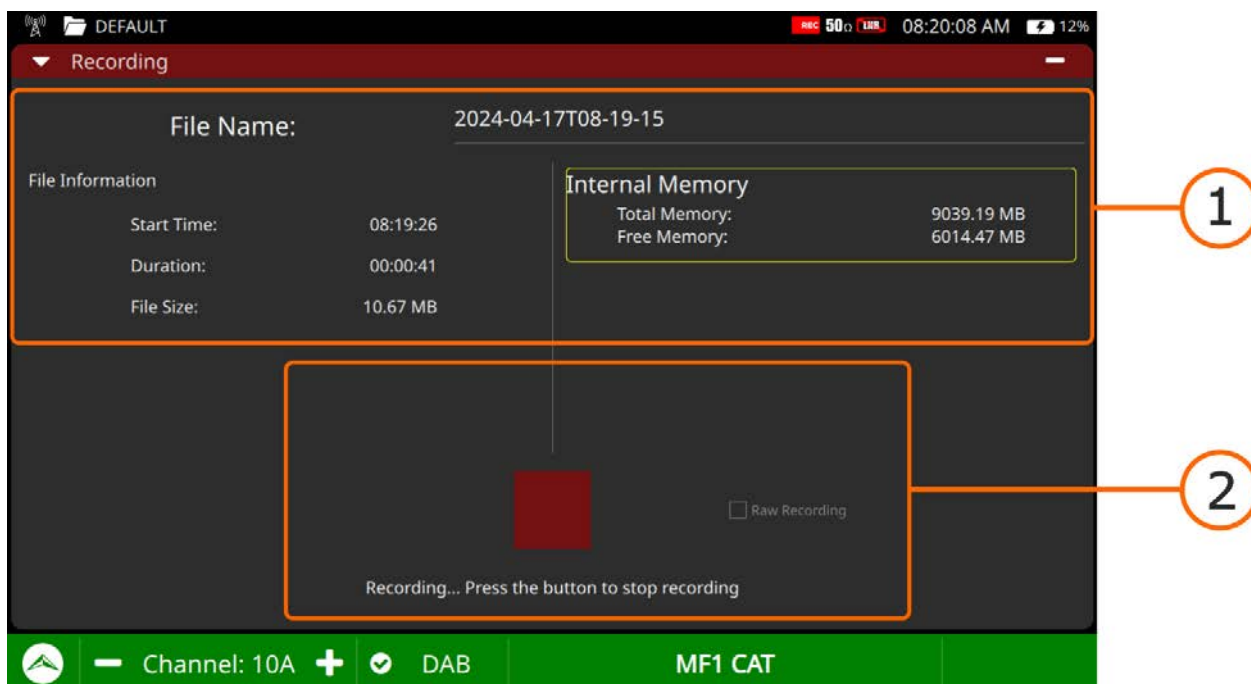 DEFAULT REC 50Ω LNB 08:20:08 AM 12%
Recording
File Name: 2024-04-17T08-19-15
File Information
Start Time: 08:19:26
Duration: 00:00:41
File Size: 10.67 MB
Internal Memory
Total Memory: 9039.19 MB
Free Memory: 6014.47 MB
1
Raw Recording
Recording... Press the button to stop recording
2
Channel: 10A DAB MF1 CAT